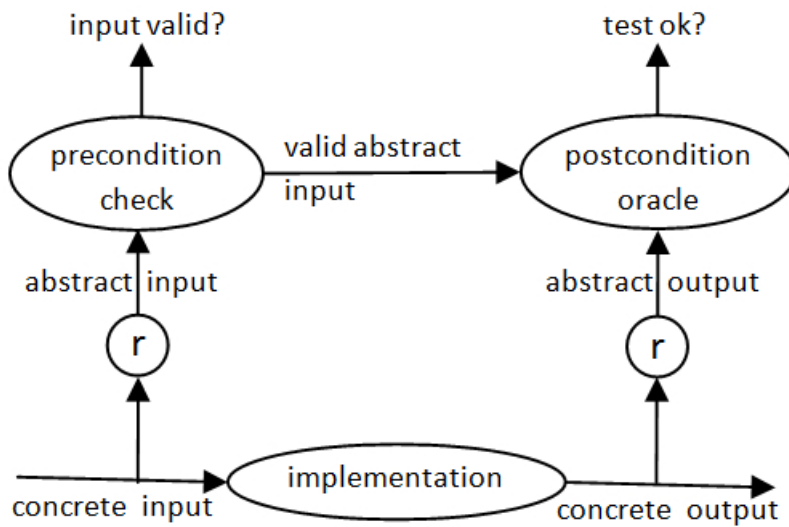 input valid?
test ok?
precondition
check
valid abstract
input
postcondition
oracle
abstract input
abstract output
r
r
implementation
concrete input
concrete output